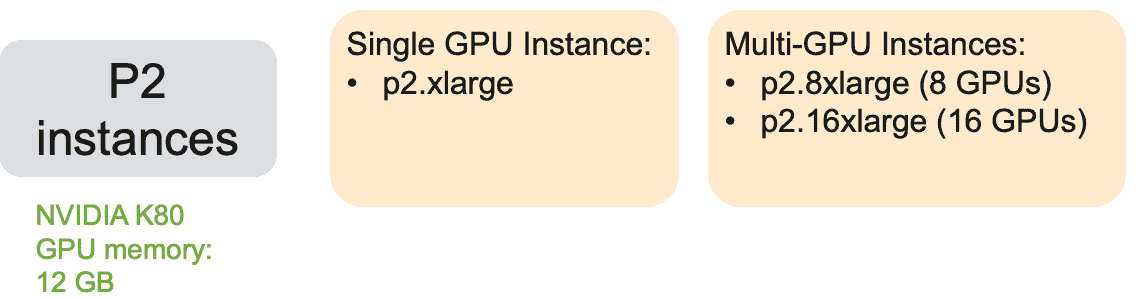 P2
instances
NVIDIA K80
GPU memory:
12 GB
Single GPU Instance:
• p2.xlarge
Multi-GPU Instances:
• p2.8xlarge (8 GPUs)
• p2.16xlarge (16 GPUs)